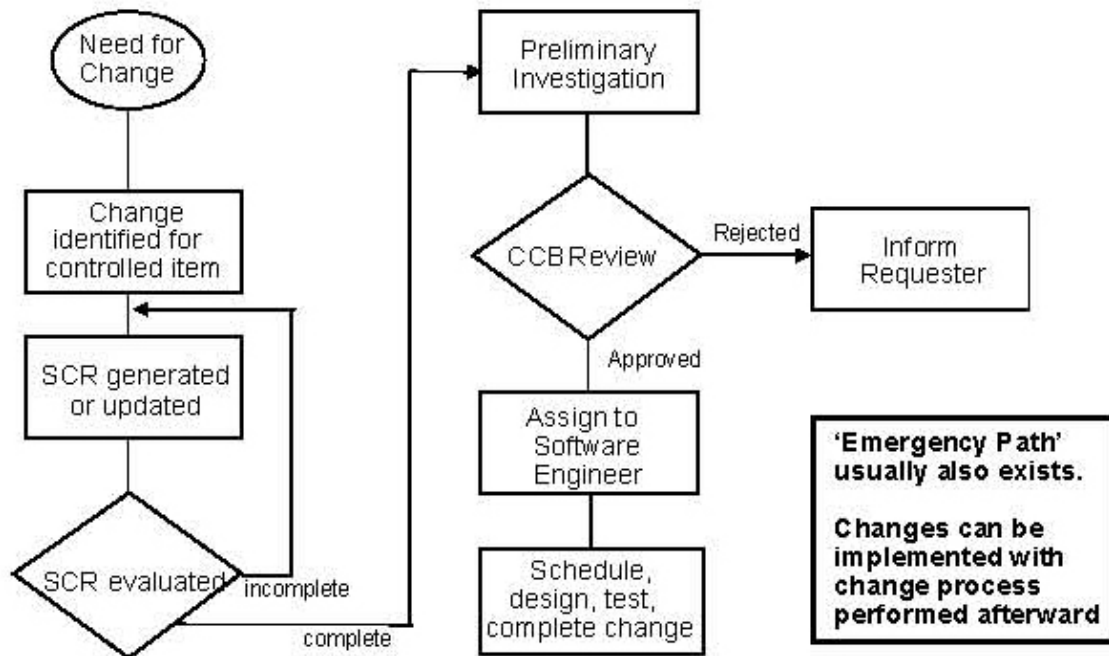 Need for
Change
Change
identified for
controlled item
SCR generated
or updated
SCR evaluated
incomplete
complete
Preliminary
Investigation
CCB Review
Rejected
Inform
Requester
Approved
Assign to
Software
Engineer
Schedule,
design, test,
complete change
‘Emergency Path’
usually also exists.
Changes can be
implemented with
change process
performed afterward